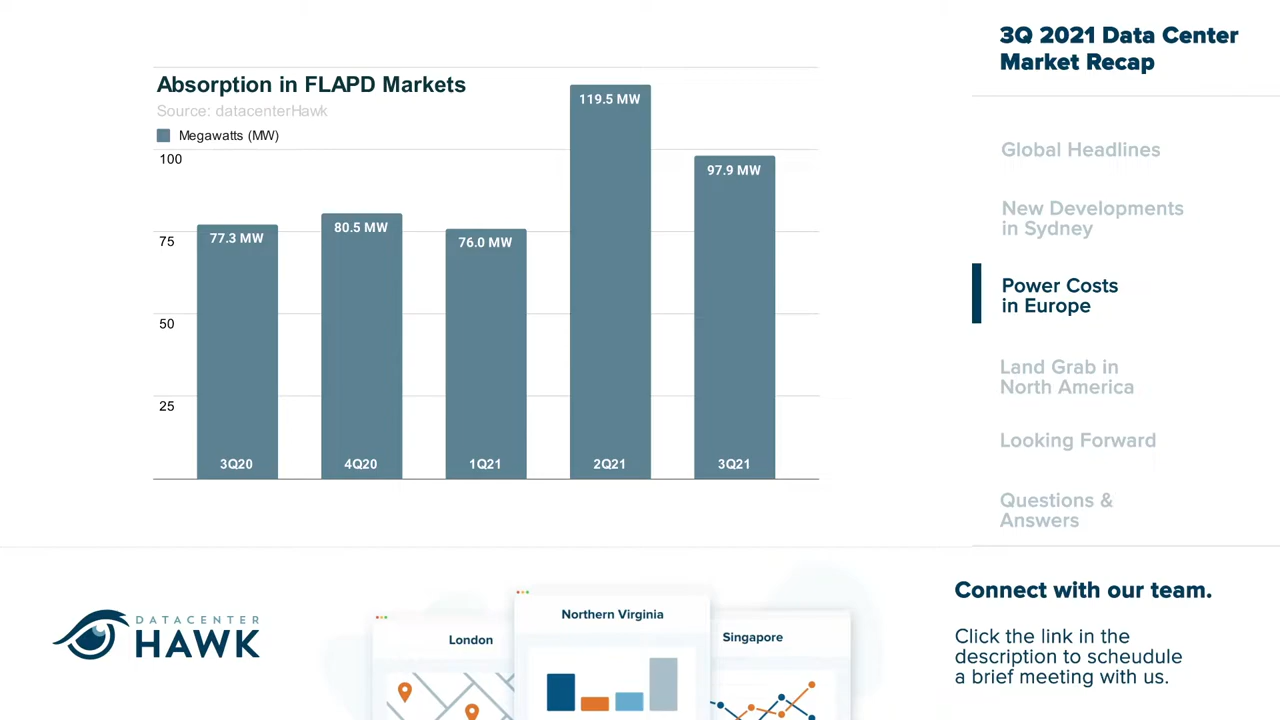 Absorption in FLAPD Markets
Source: datacenterHawk
Megawatts (MW)
100
75
50
25
77.3 MW
80.5 MW
76.0 MW
119.5 MW
97.9 MW
3Q20
4Q20
1Q21
2Q21
3Q21
3Q 2021 Data Center
Market Recap
Global Headlines
New Developments
in Sydney
Power Costs
in Europe
Land Grab in
North America
Looking Forward
Questions &
Answers
DATACENTER
HAWK
London
Northern Virginia
Singapore
Connect with our team.
Click the link in the
description to scheudule
a brief meeting with us.